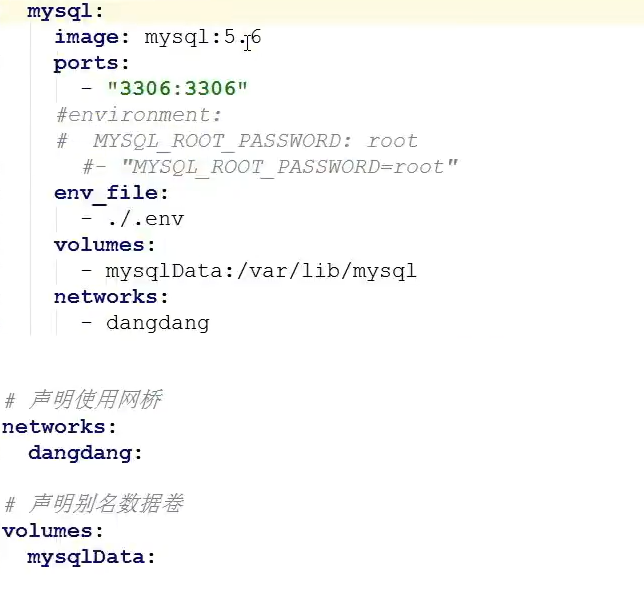 mysql:
image: mysql:5.6
ports:
- "3306:3306"
#environment:
#  MYSQL_ROOT_PASSWORD: root
#- "MYSQL_ROOT_PASSWORD=root"
env_file:
- ./.env
volumes:
- mysqlData:/var/lib/mysql
networks:
- dangdang
# 声明使用网桥
networks:
dangdang:
# 声明别名数据卷
volumes:
mysqlData: